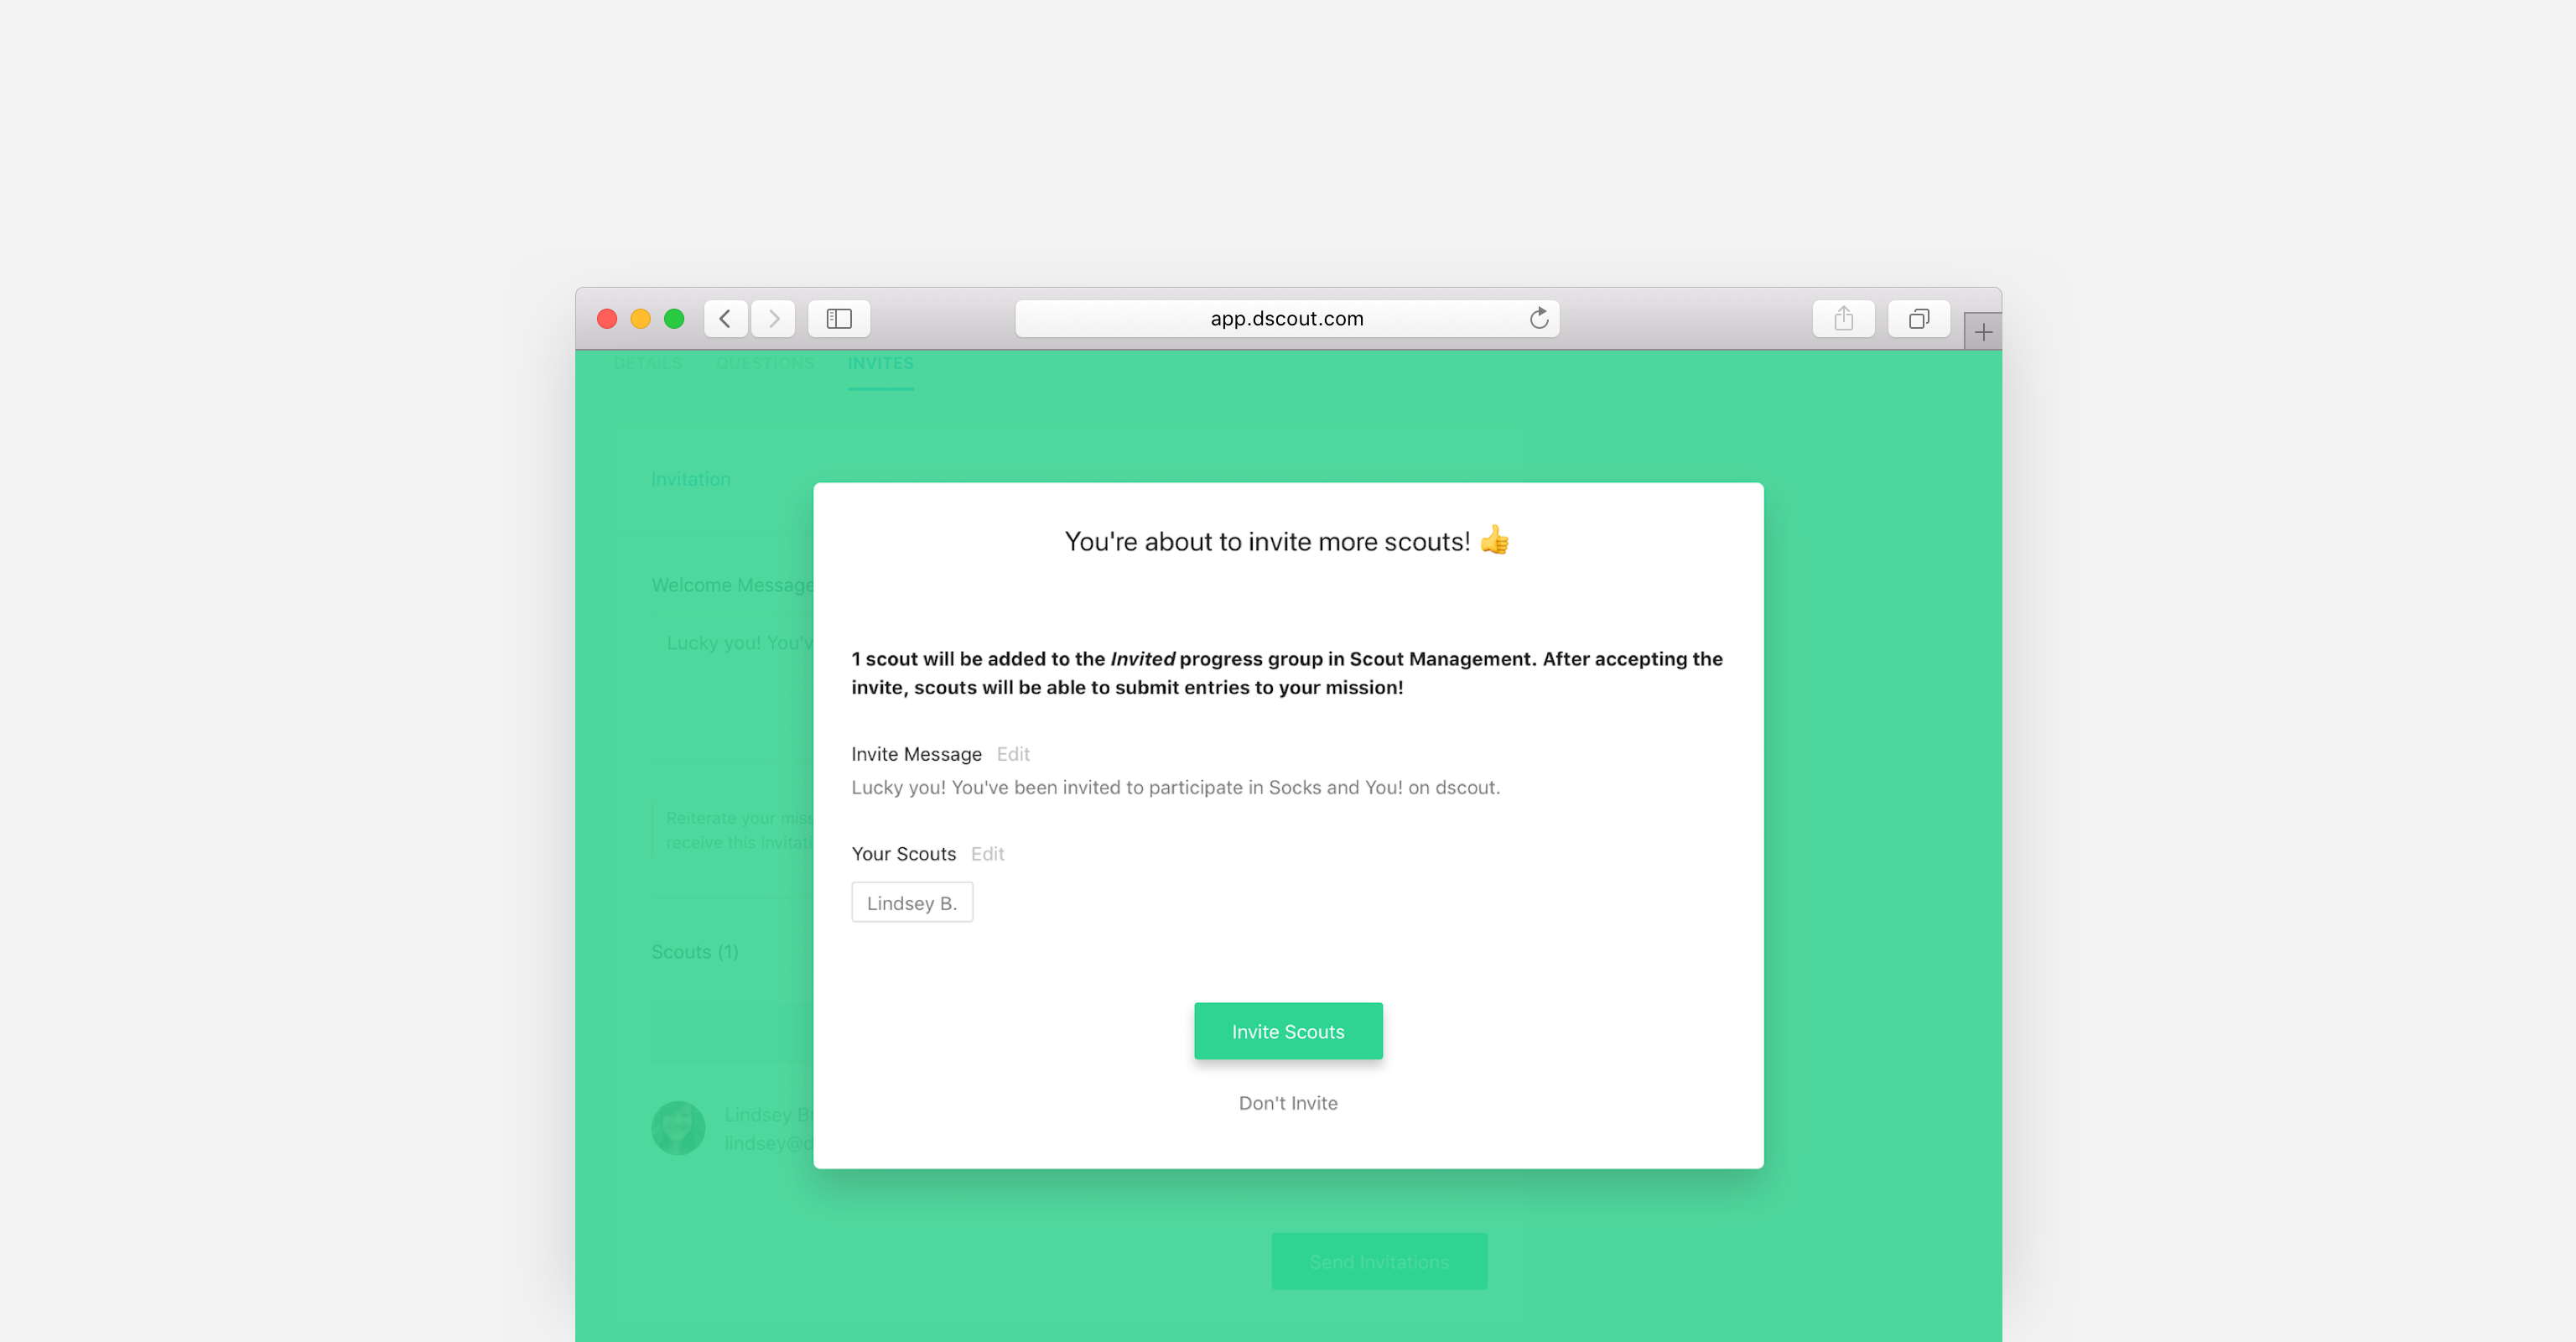 app.dscout.com
DETAILS QUESTIONS INVITES
Invitation
You're about to invite more scouts! 👍
Welcome Message
Lucky you! You'v
1 scout will be added to the Invited progress group in Scout Management. After accepting the
invite, scouts will be able to submit entries to your mission!
Invite Message Edit
Lucky you! You've been invited to participate in Socks and You! on dscout.
Reiterate your miss
receive this invitati
Your Scouts Edit
Lindsey B.
Scouts (1)
Invite Scouts
Don't Invite
Lindsey B
lindsey@
Send Invitations